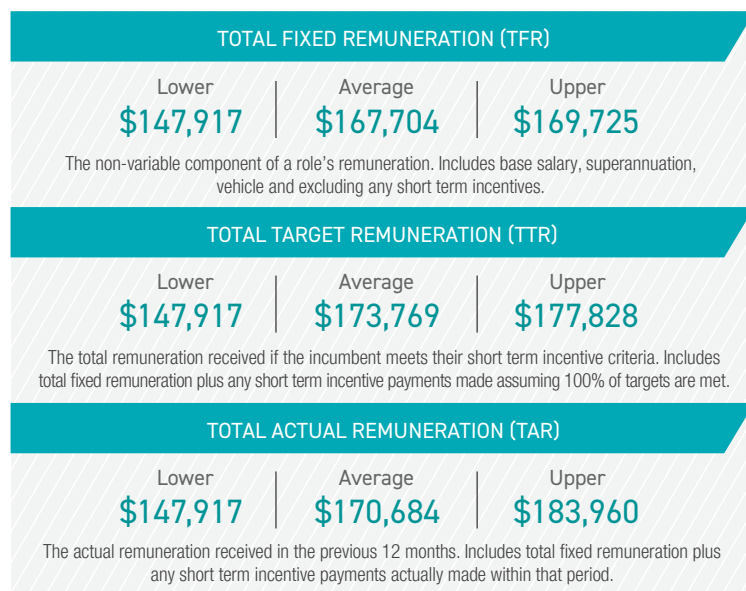 TOTAL FIXED REMUNERATION (TFR)
Lower Average Upper
$147,917 $167,704 $169,725
The non-variable component of a role's remuneration. Includes base salary, superannuation,
vehicle and excluding any short term incentives.
TOTAL TARGET REMUNERATION (TTR)
Lower Average Upper
$147,917 $173,769 $177,828
The total remuneration received if the incumbent meets their short term incentive criteria. Includes
total fixed remuneration plus any short term incentive payments made assuming 100% of targets are met.
TOTAL ACTUAL REMUNERATION (TAR)
Lower Average Upper
$147,917 $170,684 $183,960
The actual remuneration received in the previous 12 months. Includes total fixed remuneration plus
any short term incentive payments actually made within that period.